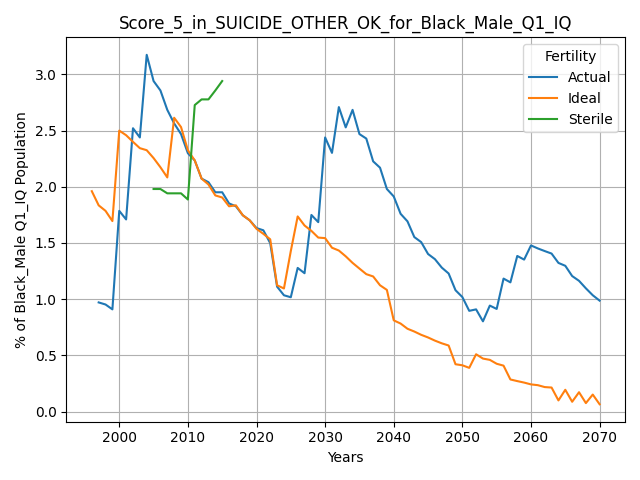 Score_5_in_SUICIDE_OTHER_OK_for_Black_Male_Q1_IQ
Fertility
Actual
Ideal
Sterile
% of Black_Male Q1_IQ Population
3.0
2.5
2.0
1.5
1.0
0.5
0.0
2000 2010 2020 2030 2040 2050 2060 2070
Years